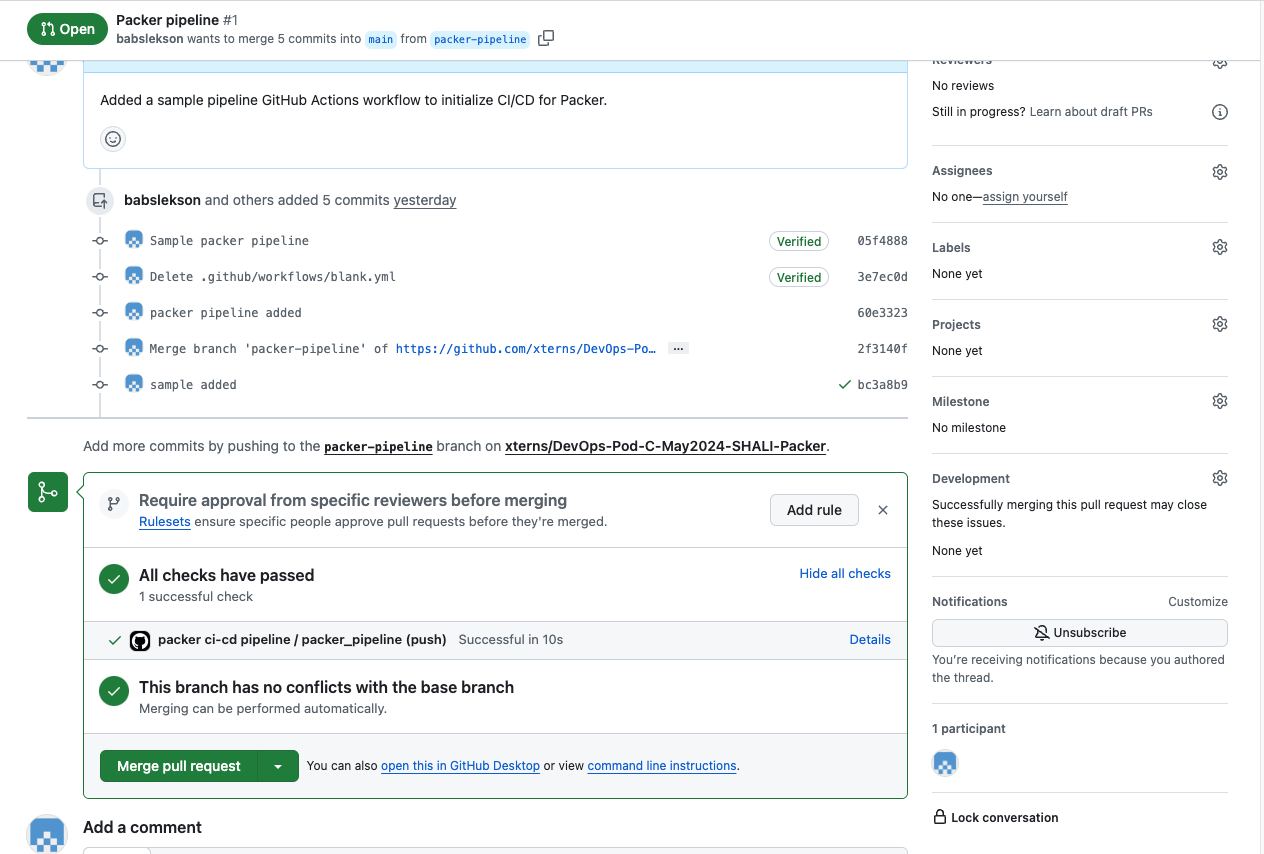 Open
Packer pipeline #1
babslekson wants to merge 5 commits into main from packer-pipeline
Added a sample pipeline GitHub Actions workflow to initialize CI/CD for Packer.
babslekson and others added 5 commits yesterday
Sample packer pipeline Verified 05f4888
Delete .github/workflows/blank.yml Verified 3e7ec0d
packer pipeline added 60e3323
Merge branch 'packer-pipeline' of https://github.com/xterns/DevOps-Po… … 2f3140f
sample added bc3a8b9
Add more commits by pushing to the packer-pipeline branch on xterns/DevOps-Pod-C-May2024-SHALI-Packer.
Require approval from specific reviewers before merging
Rulesets ensure specific people approve pull requests before they're merged.
Add rule
All checks have passed
1 successful check
Hide all checks
packer ci-cd pipeline / packer_pipeline (push) Successful in 10s Details
This branch has no conflicts with the base branch
Merging can be performed automatically.
Merge pull request
You can also open this in GitHub Desktop or view command line instructions.
Add a comment
Reviewers
No reviews
Still in progress? Learn about draft PRs
Assignees
No one—assign yourself
Labels
None yet
Projects
None yet
Milestone
No milestone
Development
Successfully merging this pull request may close
these issues.
None yet
Notifications Customize
Unsubscribe
You're receiving notifications because you authored
the thread.
1 participant
Lock conversation